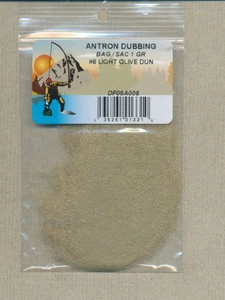 ANTRON DUBBING
BAG / SAC 1 GR
#6 LIGHT OLIVE DUN
DF06A006